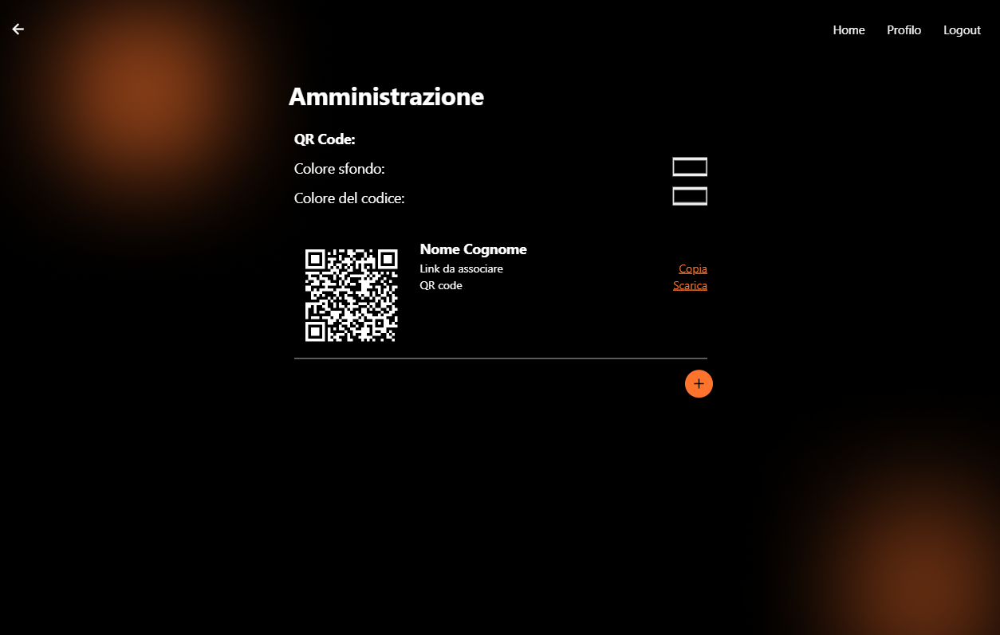 Home Profilo Logout
Amministrazione
QR Code:
Colore sfondo:
Colore del codice:
Nome Cognome
Link da associare Copia
QR code Scarica